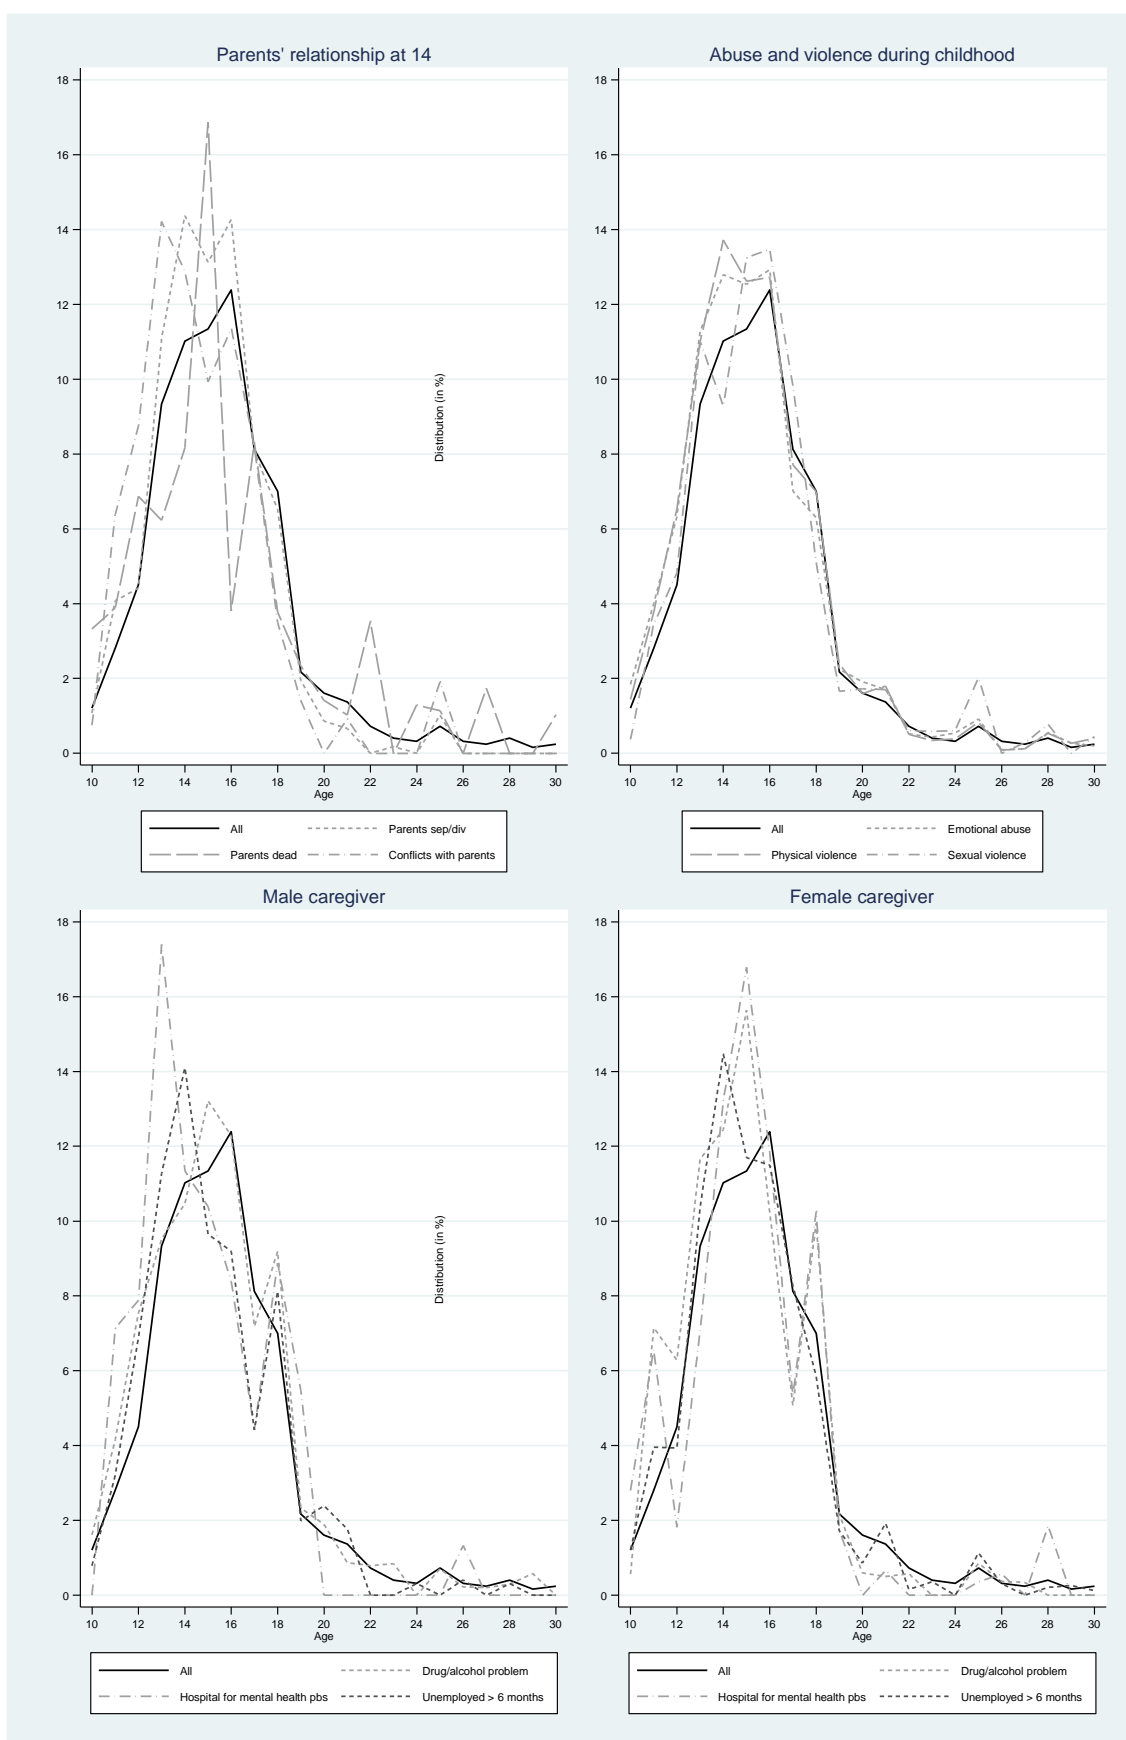 Parents' relationship at 14
18
16
14
12
10
8
6
4
2
0
Distribution (in %)
10 12 14 16 18 20 22 24 26 28 30
Age
All Parents sep/div
Parents dead Conflicts with parents
Abuse and violence during childhood
18
16
14
12
10
8
6
4
2
0
10 12 14 16 18 20 22 24 26 28 30
Age
All Emotional abuse
Physical violence Sexual violence
Male caregiver
18
16
14
12
10
8
6
4
2
0
Distribution (in %)
10 12 14 16 18 20 22 24 26 28 30
Age
All Drug/alcohol problem
Hospital for mental health pbs Unemployed > 6 months
Female caregiver
18
16
14
12
10
8
6
4
2
0
10 12 14 16 18 20 22 24 26 28 30
Age
All Drug/alcohol problem
Hospital for mental health pbs Unemployed > 6 months